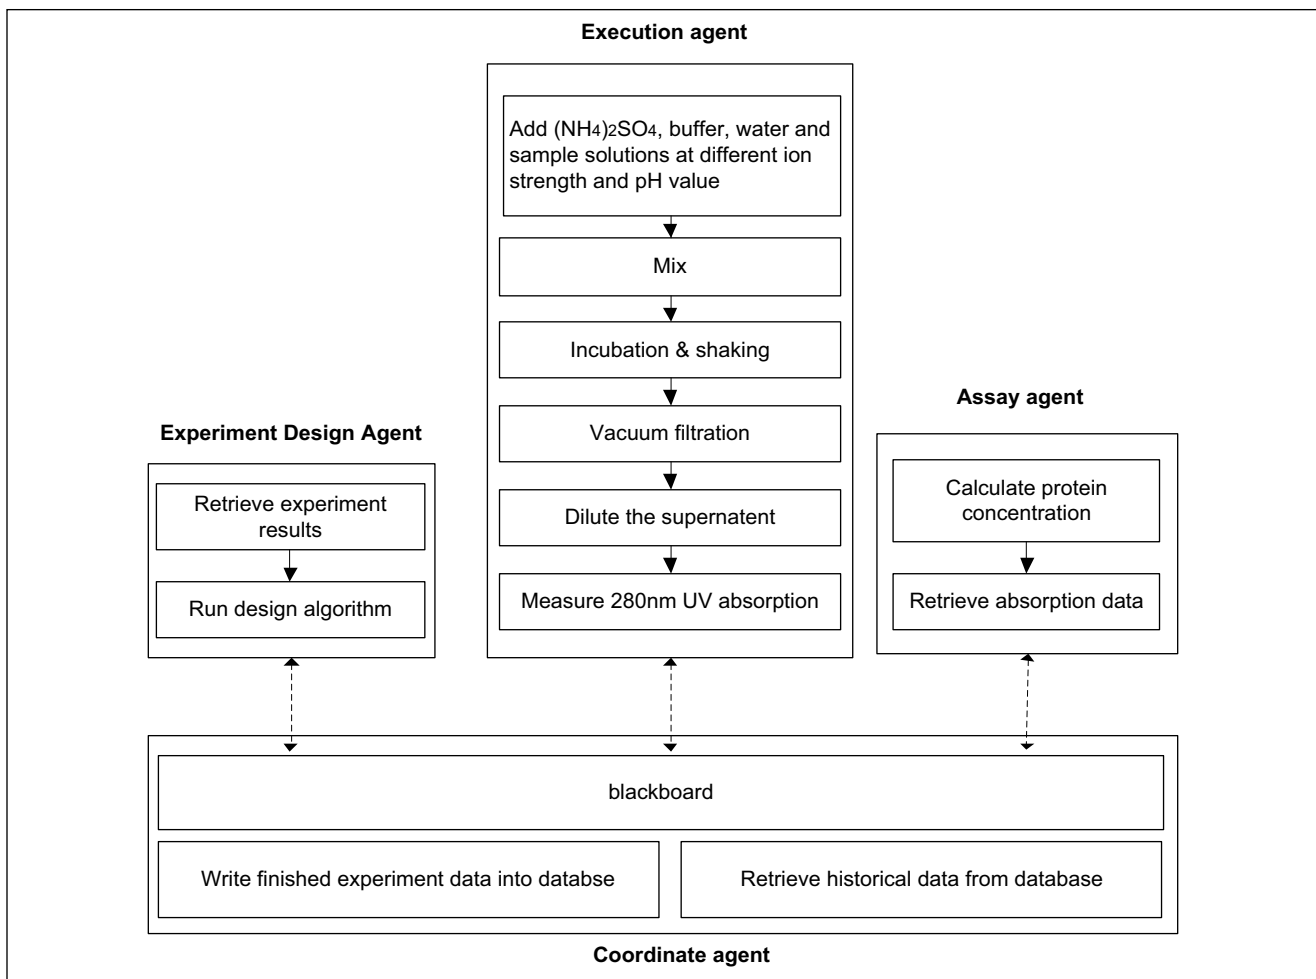 Execution agent
Add (NH4)2SO4, buffer, water and
sample solutions at different ion
strength and pH value
Mix
Incubation & shaking
Vacuum filtration
Dilute the supernatent
Measure 280nm UV absorption
Experiment Design Agent
Retrieve experiment
results
Run design algorithm
Assay agent
Calculate protein
concentration
Retrieve absorption data
blackboard
Write finished experiment data into databse
Retrieve historical data from database
Coordinate agent